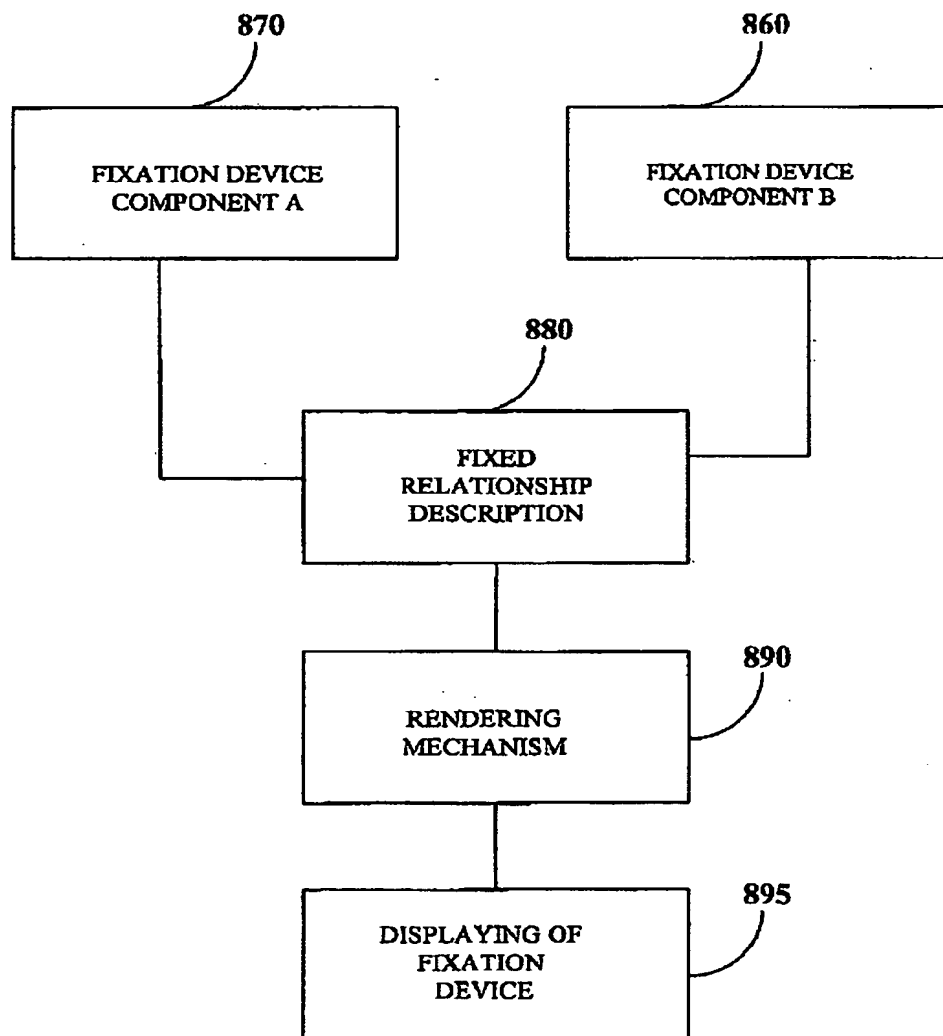 870
860
FIXATION DEVICE
COMPONENT A
FIXATION DEVICE
COMPONENT B
880
FIXED
RELATIONSHIP
DESCRIPTION
890
RENDERING
MECHANISM
895
DISPLAYING OF
FIXATION
DEVICE